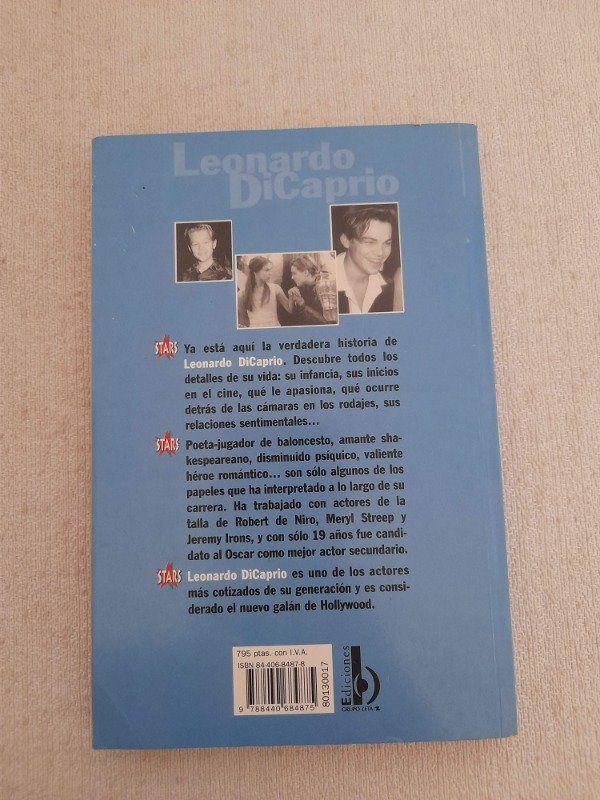 Leonardo
DiCaprio
STARS Ya está aquí la verdadera historia de
Leonardo DiCaprio. Descubre todos los
detalles de su vida: su infancia, sus inicios
en el cine, qué le apasiona, qué ocurre
detrás de las cámaras en los rodajes, sus
relaciones sentimentales...
STARS Poeta-jugador de baloncesto, amante sha-
kespeareano, disminuido psíquico, valiente
héroe romántico... son sólo algunos de los
papeles que ha interpretado a lo largo de su
carrera. Ha trabajado con actores de la
talla de Robert de Niro, Meryl Streep y
Jeremy Irons, y con sólo 19 años fue candi-
dato al Oscar como mejor actor secundario.
STARS Leonardo DiCaprio es uno de los actores
más cotizados de su generación y es consi-
derado el nuevo galán de Hollywood.
795 ptas. con I.V.A.
ISBN 84-406-8487-8
9 788440 684875
80130017
Ediciones
b
GRUPO ZETA